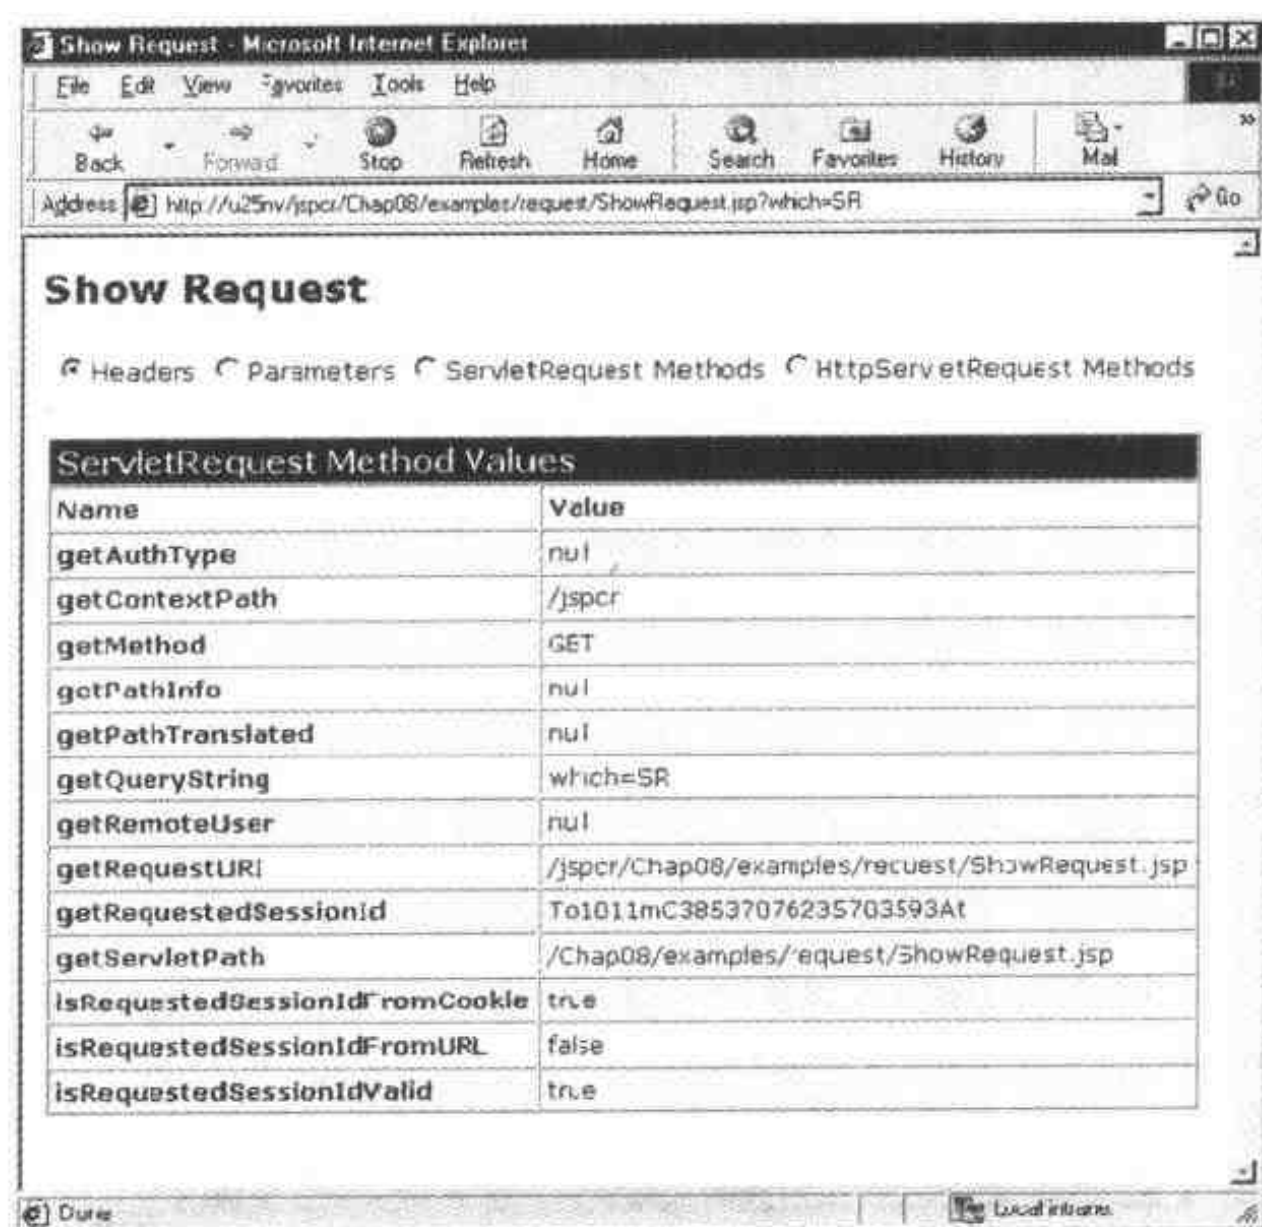 Show Request - Microsoft Internet Explorer
File Edit View Favorites Tools Help
Back Forward Stop Refresh Home Search Favorites History Mail
Address http://u25nv/jspcr/Chap08/examples/request/ShowRequest.jsp?which=SR Go
Show Request
Headers Parameters ServletRequest Methods HttpServletRequest Methods
ServletRequest Method Values
Name Value
getAuthType null
getContextPath /jspcr
getMethod GET
getPathInfo null
getPathTranslated null
getQueryString which=SR
getRemoteUser null
getRequestURI /jspcr/Chap08/examples/request/ShowRequest.jsp
getRequestedSessionId To1011mC38537076235703593At
getServletPath /Chap08/examples/request/ShowRequest.jsp
isRequestedSessionIdFromCookie true
isRequestedSessionIdFromURL false
isRequestedSessionIdValid true
Done Local intranet